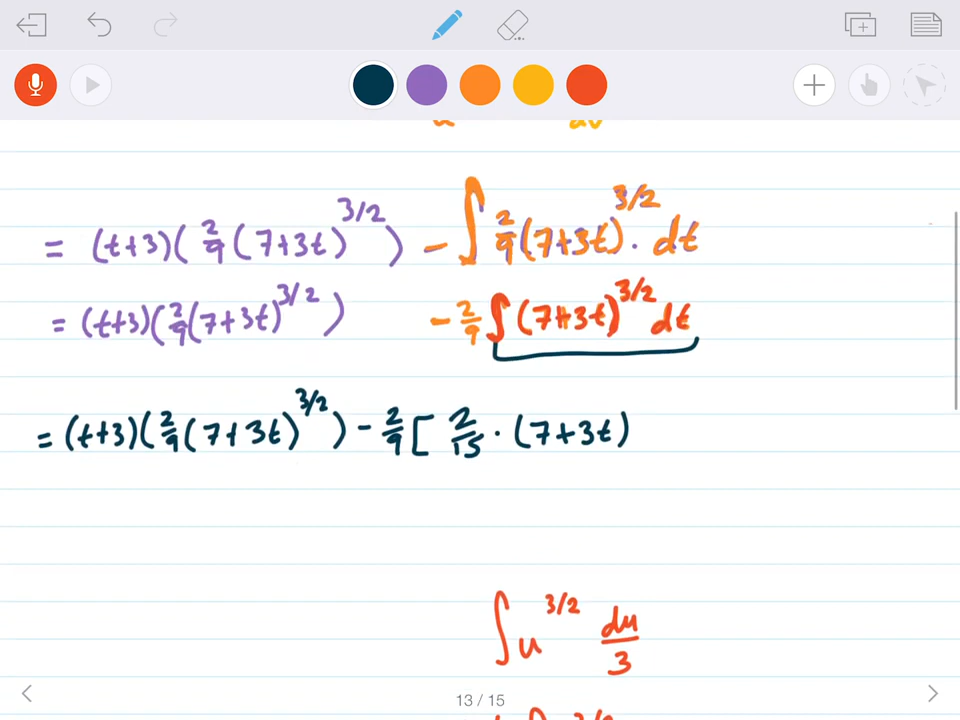 u dv
= (t+3)(2/9(7+3t)^3/2) - ∫ 2/9(7+3t)^3/2 · dt
= (t+3)(2/9(7+3t)^3/2) - 2/9 ∫(7+3t)^3/2 dt
= (t+3)(2/9(7+3t)^3/2) - 2/9[ 2/15 · (7+3t)
∫ u^3/2 du/3
13 / 15